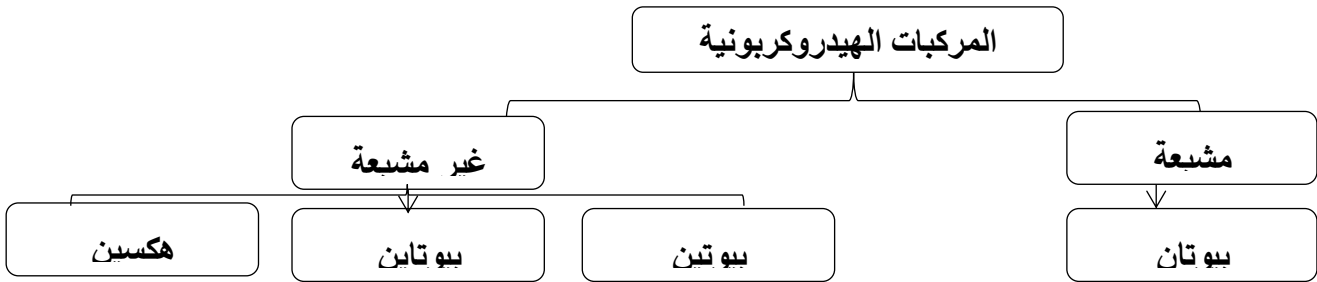 المركبات الهيدروكربونية
مشبعة
غير مشبعة
بيوتان
بيوتين
بيوتاين
هكسين